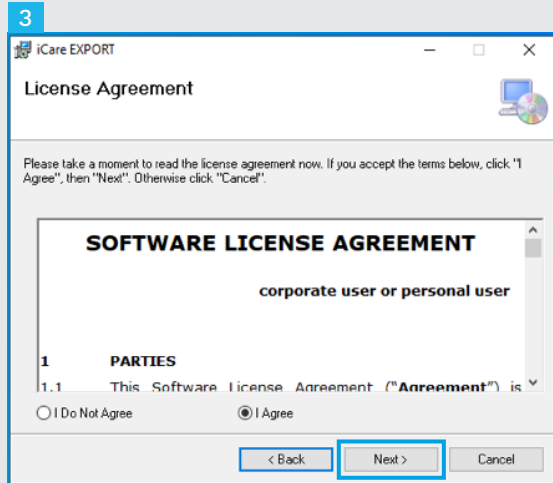 3
iCare EXPORT
License Agreement
Please take a moment to read the license agreement now. If you accept the terms below, click "I
Agree", then "Next". Otherwise click "Cancel".
SOFTWARE LICENSE AGREEMENT
corporate user or personal user
1 PARTIES
1.1 This Software License Agreement ("Agreement") is
I Do Not Agree I Agree
< Back Next > Cancel